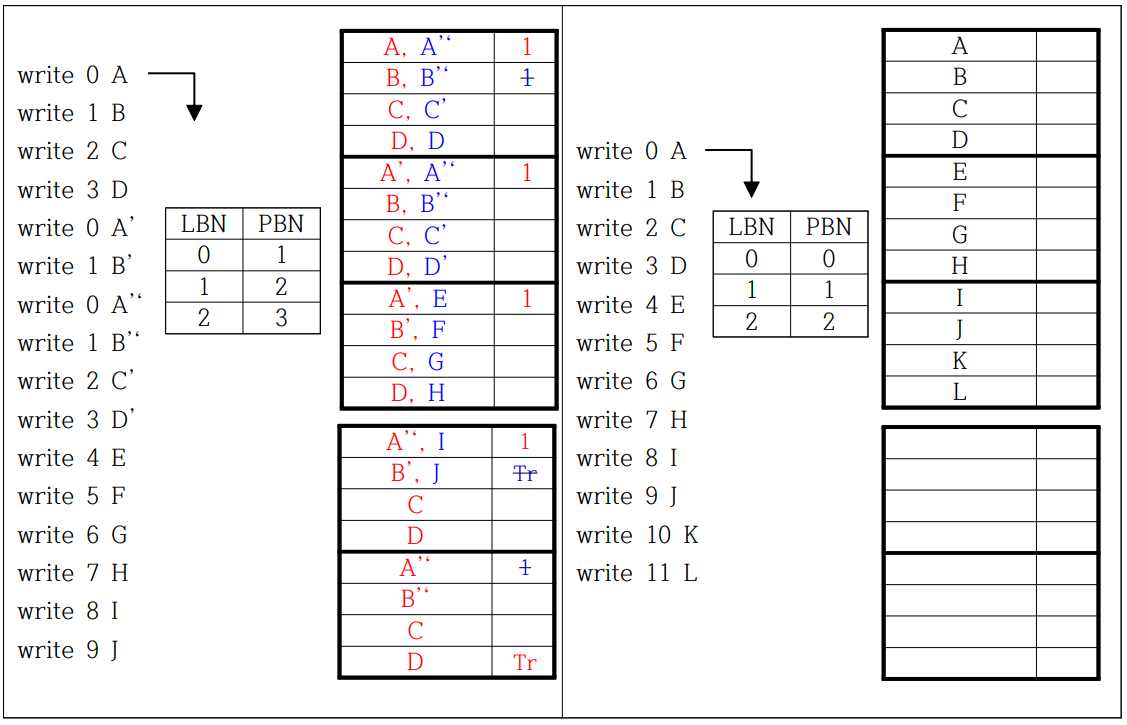 write 0 A
write 1 B
write 2 C
write 3 D
write 0 A'
write 1 B'
write 0 A'‘
write 1 B'‘
write 2 C'
write 3 D'
write 4 E
write 5 F
write 6 G
write 7 H
write 8 I
write 9 J
LBN PBN
0 1
1 2
2 3
A, A'‘ 1
B, B'‘ 1
C, C'
D, D
A', A'‘ 1
B, B'‘
C, C'
D, D'
A', E 1
B', F
C, G
D, H
A'‘, I 1
B', J Tr
C
D
A'‘ 1
B'‘
C
D Tr
write 0 A
write 1 B
write 2 C
write 3 D
write 4 E
write 5 F
write 6 G
write 7 H
write 8 I
write 9 J
write 10 K
write 11 L
LBN PBN
0 0
1 1
2 2
A
B
C
D
E
F
G
H
I
J
K
L